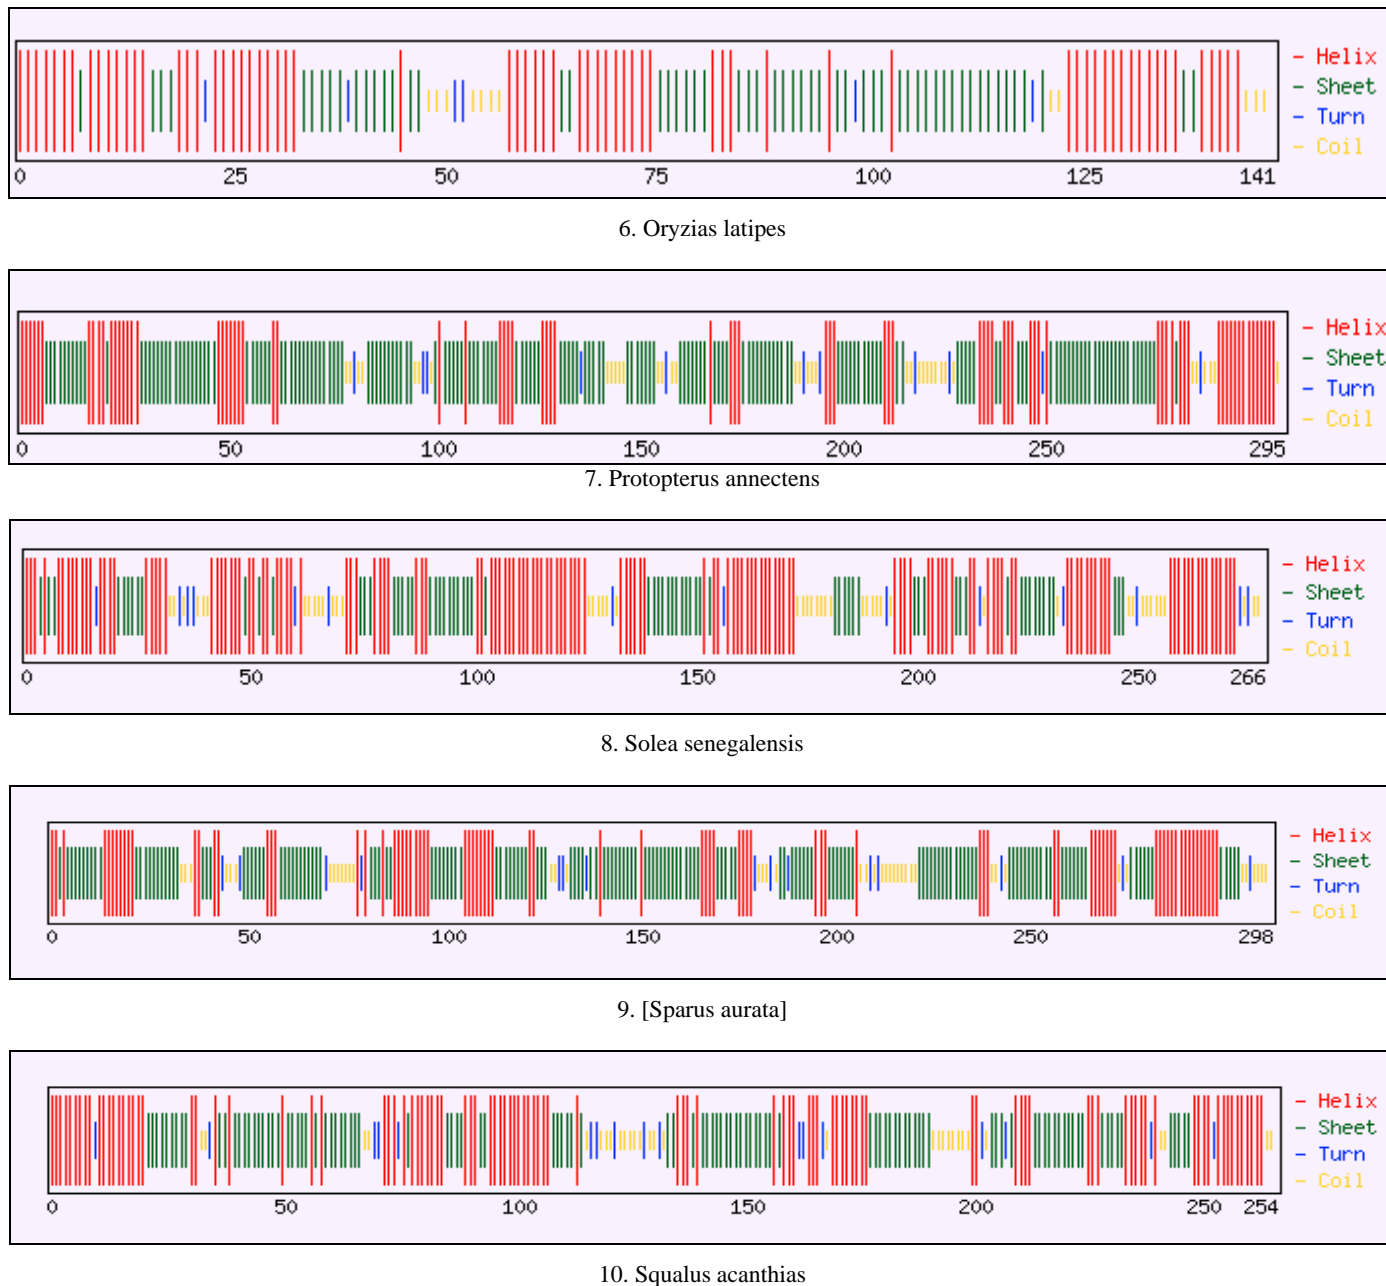 – Helix
– Sheet
– Turn
– Coil
0 25 50 75 100 125 141
6. Oryzias latipes
– Helix
– Sheet
– Turn
– Coil
0 50 100 150 200 250 295
7. Protopterus annectens
– Helix
– Sheet
– Turn
– Coil
0 50 100 150 200 250 266
8. Solea senegalensis
– Helix
– Sheet
– Turn
– Coil
0 50 100 150 200 250 298
9. [Sparus aurata]
– Helix
– Sheet
– Turn
– Coil
0 50 100 150 200 250 254
10. Squalus acanthias